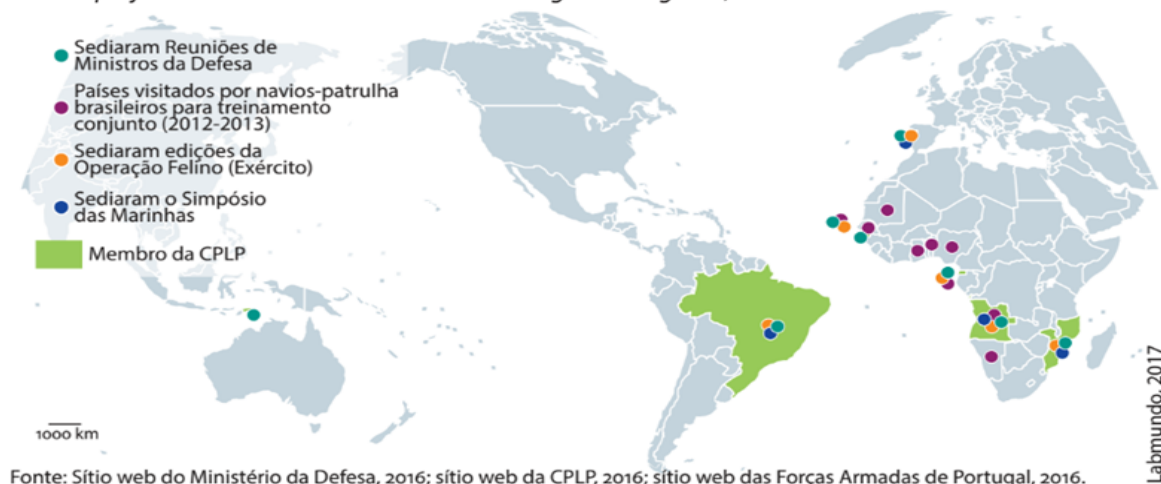 Sediaram Reuniões de
Ministros da Defesa
Países visitados por navios-patrulha
brasileiros para treinamento
conjunto (2012-2013)
Sediaram edições da
Operação Felino (Exército)
Sediaram o Simpósio
das Marinhas
Membro da CPLP
1000 km
Labmundo, 2017
Fonte: Sítio web do Ministério da Defesa, 2016; sítio web da CPLP, 2016; sítio web das Forças Armadas de Portugal, 2016.